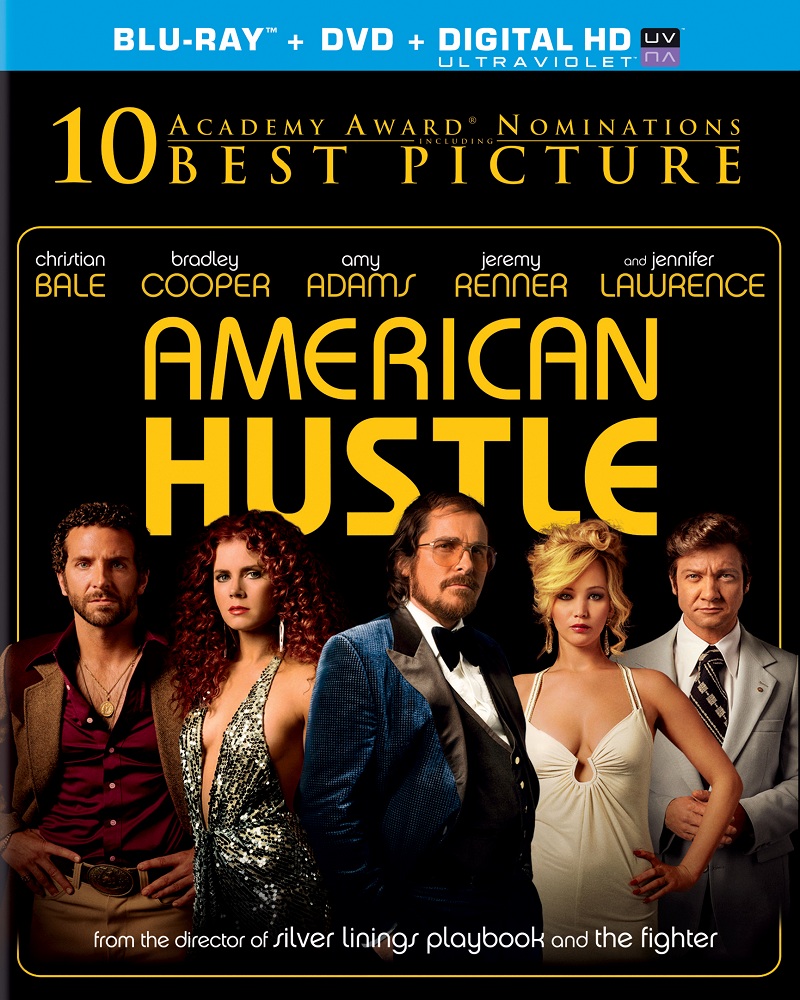 BLU-RAY™ + DVD + DIGITAL HD UV
ULTRAVIOLET™
10 ACADEMY AWARD® NOMINATIONS
INCLUDING
BEST PICTURE
christian BALE
bradley COOPER
amy ADAMS
jeremy RENNER
and jennifer LAWRENCE
AMERICAN
HUSTLE
from the director of silver linings playbook and the fighter